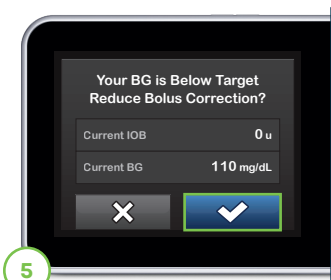 Your BG is Below Target
Reduce Bolus Correction?
Current IOB 0 u
Current BG 110 mg/dL
5